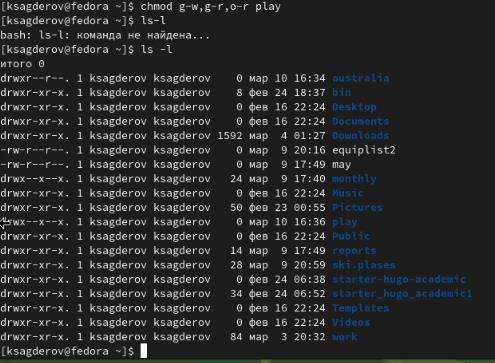 [ksagderov@fedora ~]$ chmod g-w,g-r,o-r play
[ksagderov@fedora ~]$ ls-l
bash: ls-l: команда не найдена...
[ksagderov@fedora ~]$ ls -l
итого 0
drwxr--r--. 1 ksagderov ksagderov 0 мар 10 16:34 australia
drwxr-xr-x. 1 ksagderov ksagderov 8 фев 24 18:37 bin
drwxr-xr-x. 1 ksagderov ksagderov 0 фев 16 22:24 Desktop
drwxr-xr-x. 1 ksagderov ksagderov 0 фев 16 22:24 Documents
drwxr-xr-x. 1 ksagderov ksagderov 1592 мар 4 01:27 Downloads
-rw-r--r--. 1 ksagderov ksagderov 0 мар 9 20:16 equiplist2
-rw-r--r--. 1 ksagderov ksagderov 0 мар 9 17:49 may
drwx--x--x. 1 ksagderov ksagderov 24 мар 9 17:40 monthly
drwxr-xr-x. 1 ksagderov ksagderov 0 фев 16 22:24 Music
drwxr-xr-x. 1 ksagderov ksagderov 50 фев 23 00:55 Pictures
drwx--x--x. 1 ksagderov ksagderov 0 мар 10 16:36 play
drwxr-xr-x. 1 ksagderov ksagderov 0 фев 16 22:24 Public
drwxr-xr-x. 1 ksagderov ksagderov 14 мар 9 17:49 reports
drwxr-xr-x. 1 ksagderov ksagderov 28 мар 9 20:59 ski.plases
drwxr-xr-x. 1 ksagderov ksagderov 0 фев 24 06:38 starter-hugo-academic
drwxr-xr-x. 1 ksagderov ksagderov 34 фев 24 06:52 starter_hugo_academic1
drwxr-xr-x. 1 ksagderov ksagderov 0 фев 16 22:24 Templates
drwxr-xr-x. 1 ksagderov ksagderov 0 фев 16 22:24 Videos
drwxr-xr-x. 1 ksagderov ksagderov 84 мар 3 20:32 work
[ksagderov@fedora ~]$